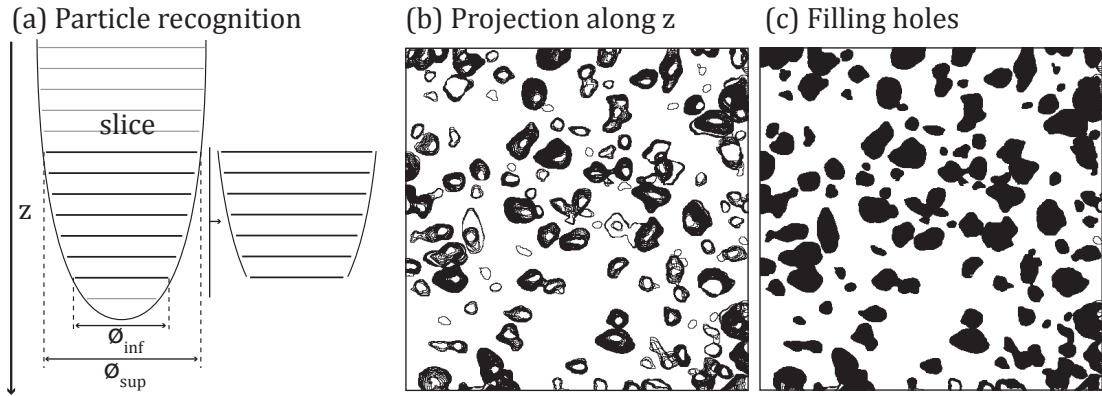 (a) Particle recognition
(b) Projection along z
(c) Filling holes
slice
z
Ø_inf
Ø_sup